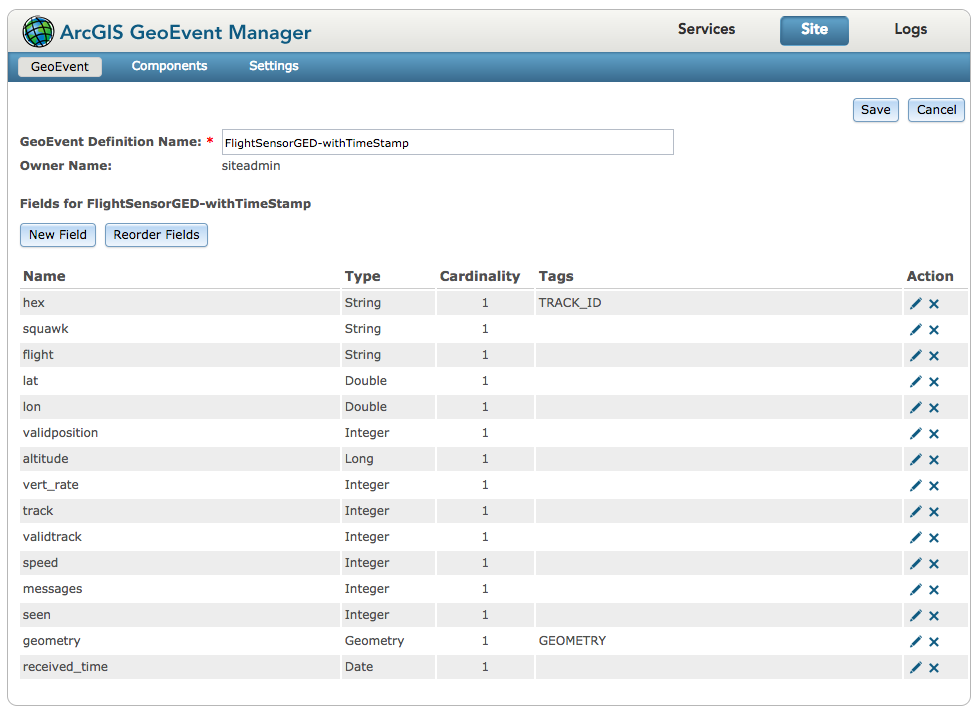 ArcGIS GeoEvent Manager Services Site Logs
GeoEvent Components Settings
Save Cancel
GeoEvent Definition Name: * FlightSensorGED-withTimeStamp
Owner Name: siteadmin
Fields for FlightSensorGED-withTimeStamp
New Field Reorder Fields
Name Type Cardinality Tags Action
hex String 1 TRACK_ID
squawk String 1
flight String 1
lat Double 1
lon Double 1
validposition Integer 1
altitude Long 1
vert_rate Integer 1
track Integer 1
validtrack Integer 1
speed Integer 1
messages Integer 1
seen Integer 1
geometry Geometry 1 GEOMETRY
received_time Date 1